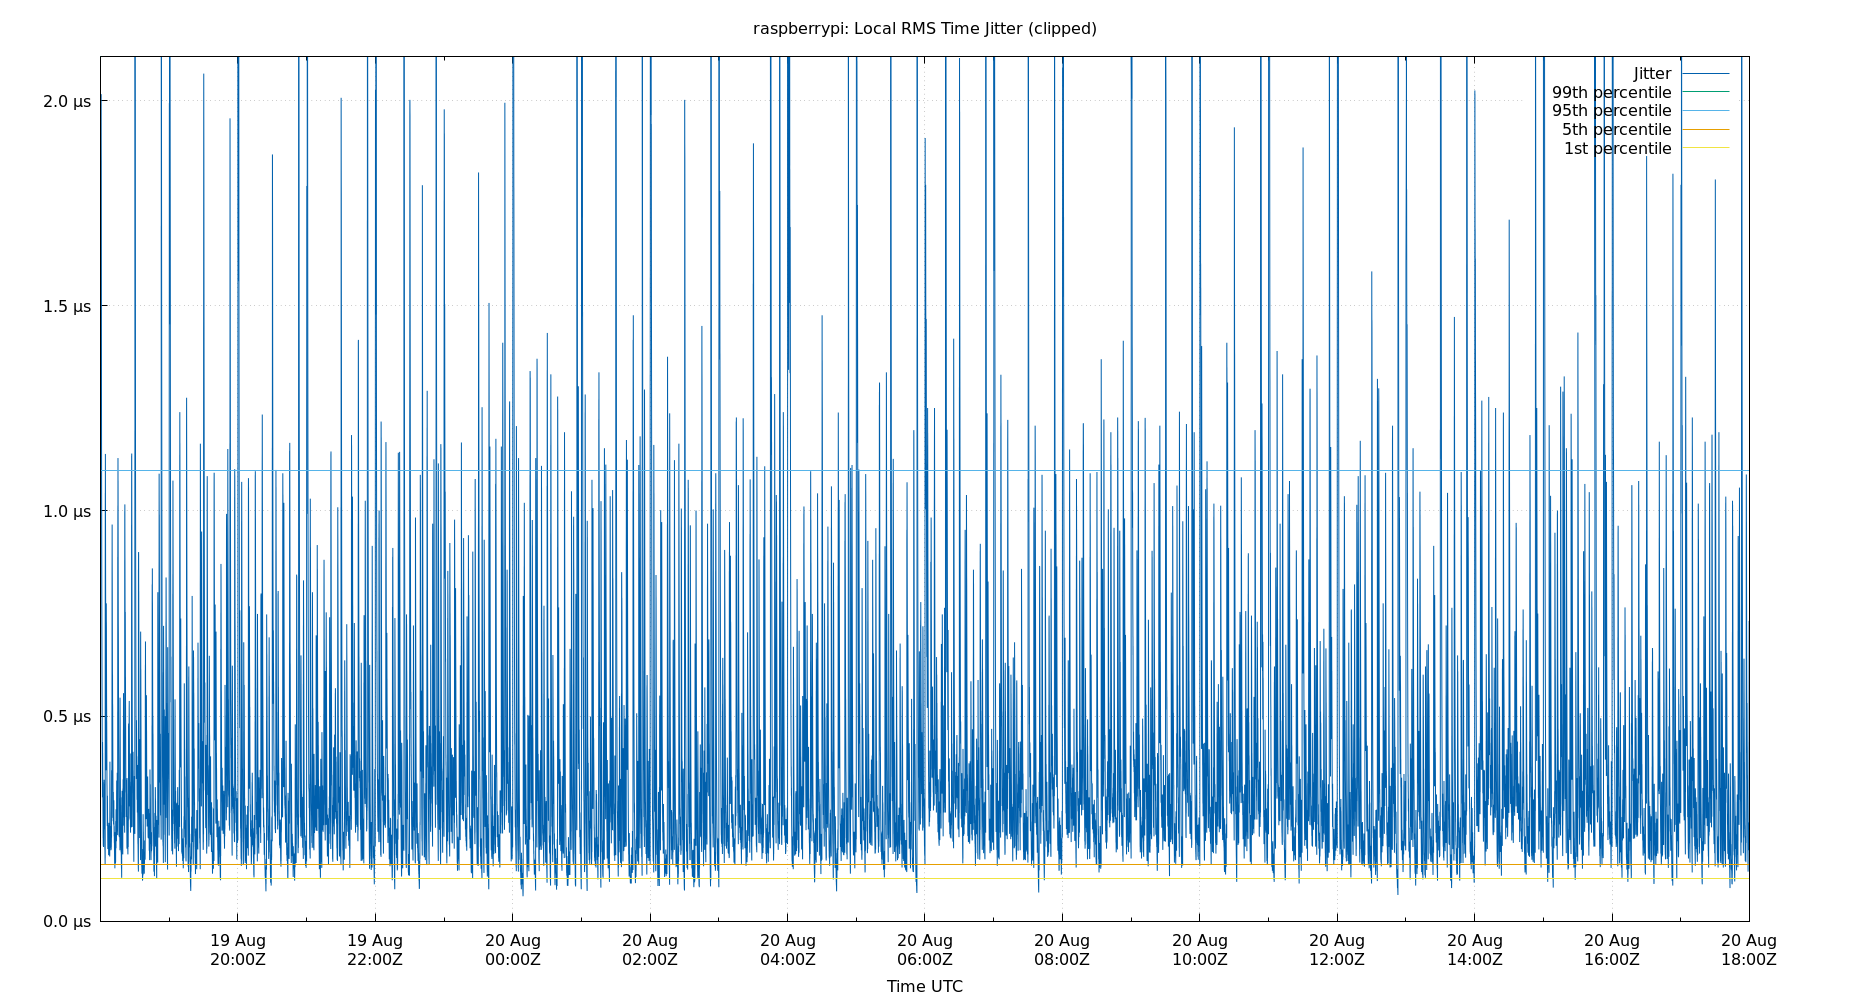 raspberrypi: Local RMS Time Jitter (clipped)
Jitter
99th percentile
95th percentile
5th percentile
1st percentile
2.0 µs
1.5 µs
1.0 µs
0.5 µs
0.0 µs
19 Aug 19 Aug 20 Aug 20 Aug 20 Aug 20 Aug 20 Aug 20 Aug 20 Aug 20 Aug 20 Aug 20 Aug
20:00Z 22:00Z 00:00Z 02:00Z 04:00Z 06:00Z 08:00Z 10:00Z 12:00Z 14:00Z 16:00Z 18:00Z
Time UTC